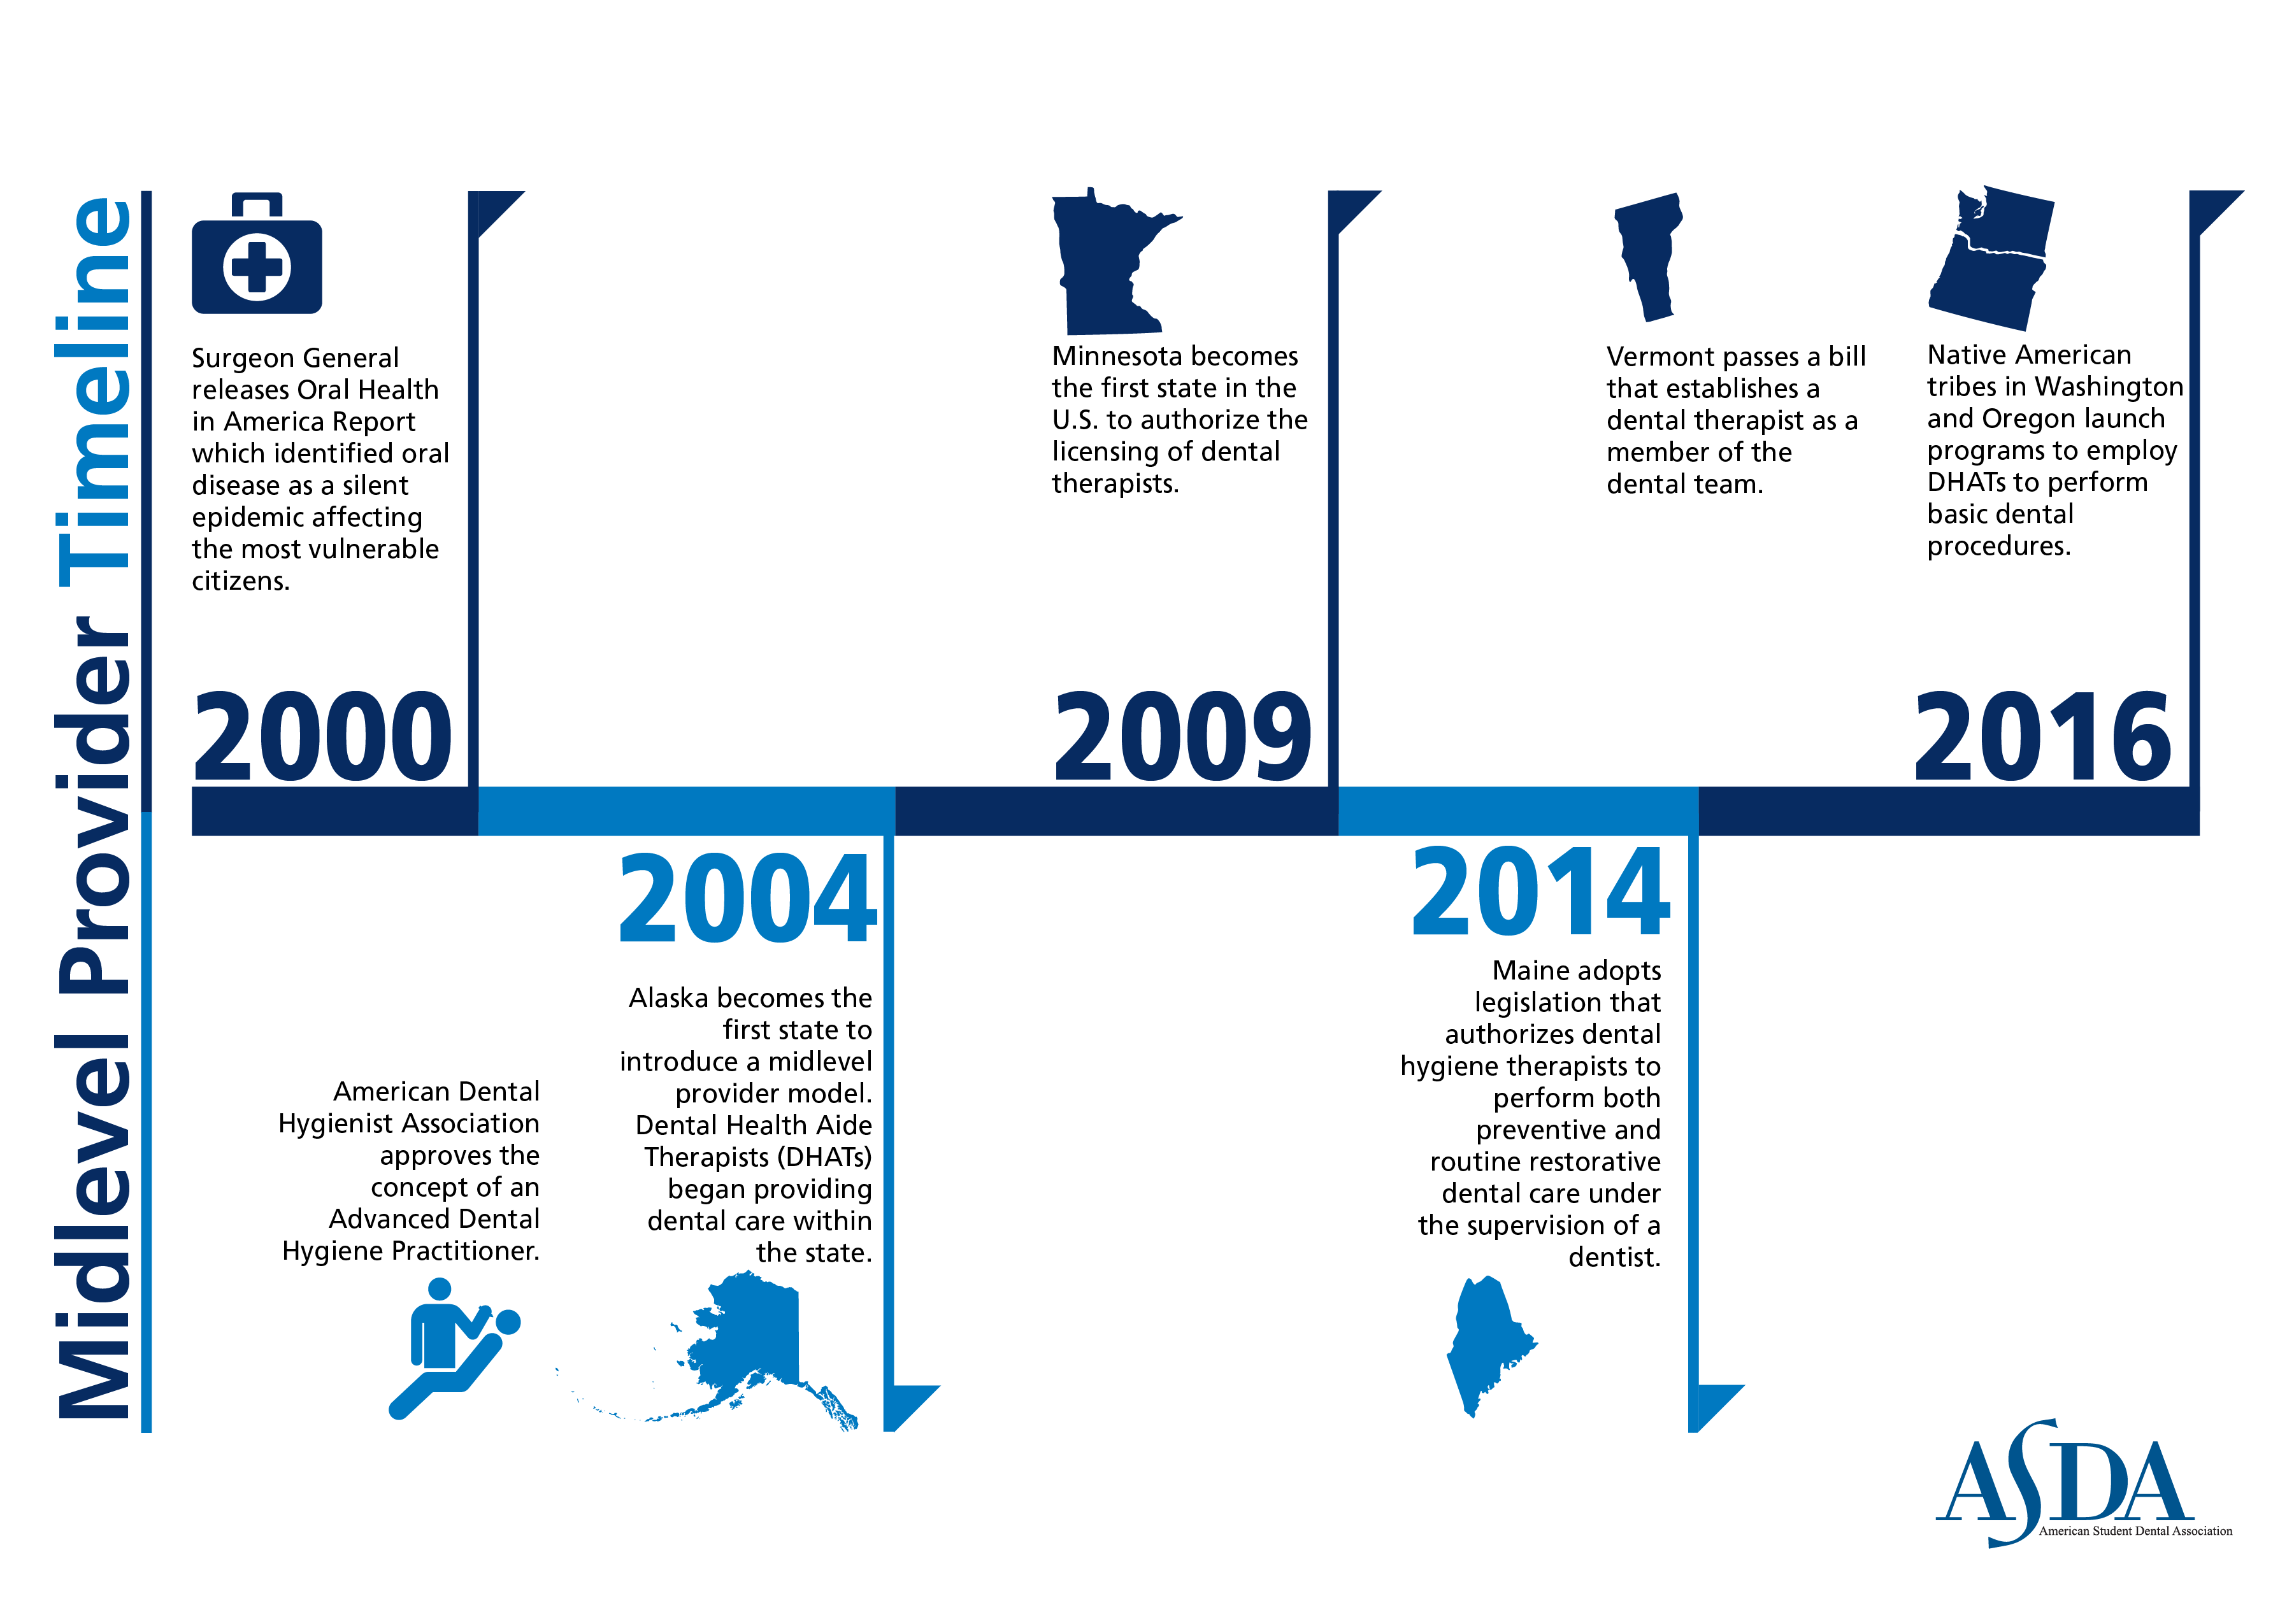 Midlevel Provider Timeline
Surgeon General
releases Oral Health
in America Report
which identified oral
disease as a silent
epidemic affecting
the most vulnerable
citizens.
2000
American Dental
Hygienist Association
approves the
concept of an
Advanced Dental
Hygiene Practitioner.
2004
Alaska becomes the
first state to
introduce a midlevel
provider model.
Dental Health Aide
Therapists (DHATs)
began providing
dental care within
the state.
Minnesota becomes
the first state in the
U.S. to authorize the
licensing of dental
therapists.
2009
2014
Maine adopts
legislation that
authorizes dental
hygiene therapists to
perform both
preventive and
routine restorative
dental care under
the supervision of a
dentist.
Vermont passes a bill
that establishes a
dental therapist as a
member of the
dental team.
Native American
tribes in Washington
and Oregon launch
programs to employ
DHATs to perform
basic dental
procedures.
2016
ASDA
American Student Dental Association